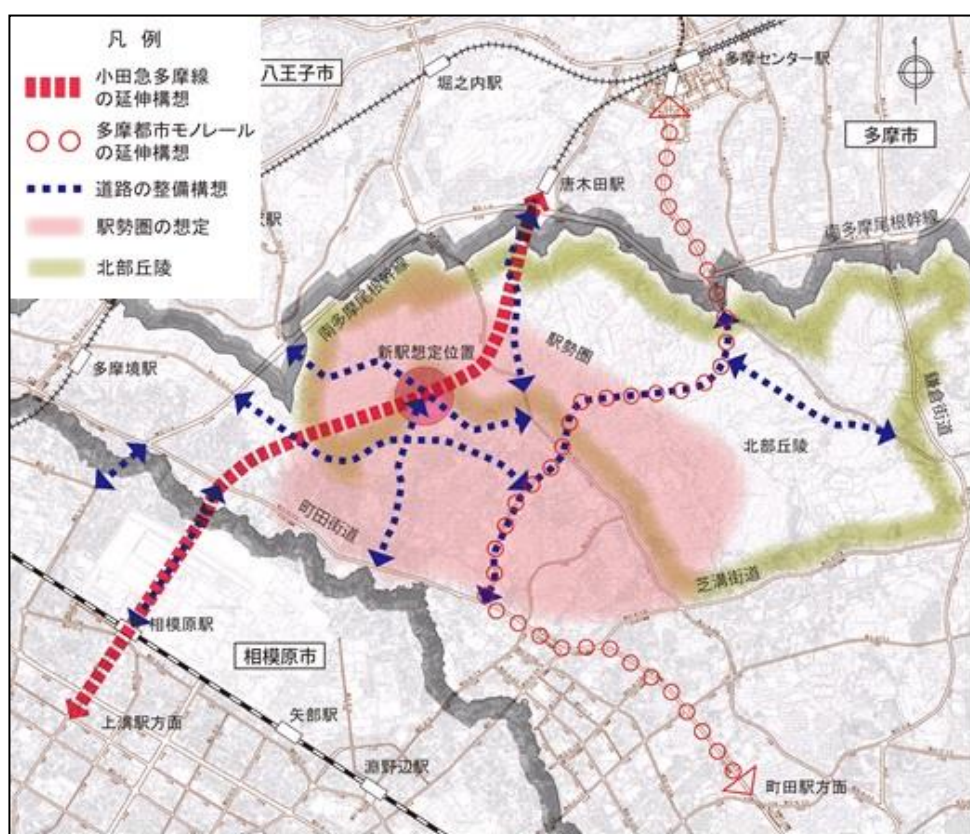 凡 例
小田急多摩線
の延伸構想
多摩都市モノレール
の延伸構想
道路の整備構想
駅勢圏の想定
北部丘陵
八王子市
堀之内駅
多摩センター駅
多摩市
唐木田駅
沢駅
南多摩尾根幹線
南多摩尾根幹線
新駅想定位置
駅勢圏
多摩境駅
鎌倉街道
北部丘陵
町田街道
芝溝街道
相模原駅
相模原市
上溝駅方面
矢部駅
淵野辺駅
町田駅方面